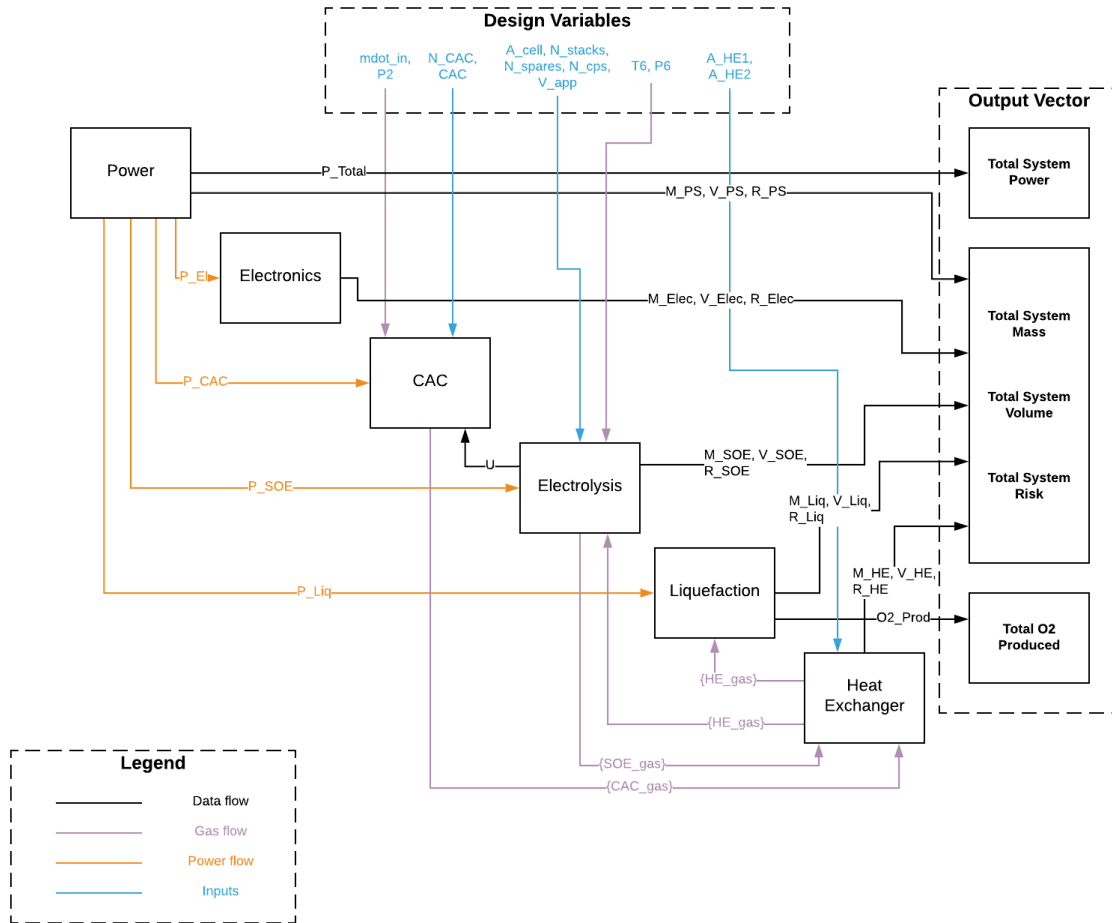 Design Variables
mdot_in,
P2
N_CAC,
CAC
A_cell, N_stacks,
N_spares, N_cps,
V_app
T6, P6
A_HE1,
A_HE2
Output Vector
Power
P_Total
Total System
Power
M_PS, V_PS, R_PS
P_El
Electronics
M_Elec, V_Elec, R_Elec
Total System
Mass
P_CAC
CAC
Total System
Volume
U
M_SOE, V_SOE,
R_SOE
P_SOE
Electrolysis
Total System
Risk
M_Liq, V_Liq,
R_Liq
P_Liq
Liquefaction
M_HE, V_HE,
R_HE
O2_Prod
Total O2
Produced
{HE_gas}
Heat
Exchanger
{HE_gas}
{SOE_gas}
{CAC_gas}
Legend
Data flow
Gas flow
Power flow
Inputs